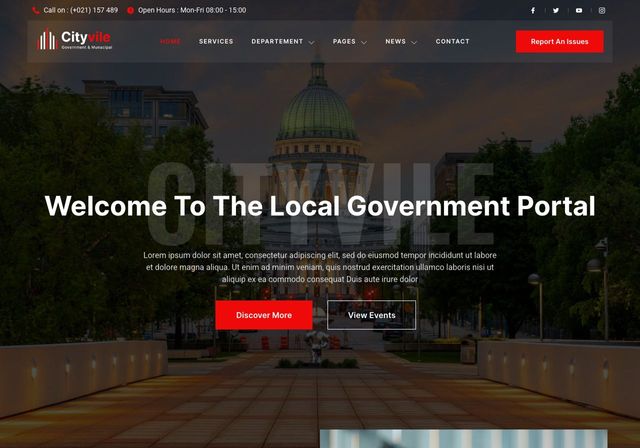 Call on : (+021) 157 489 Open Hours : Mon-Fri 08:00 - 15:00
Cityvile
Government & Municipal
HOME SERVICES DEPARTEMENT PAGES NEWS CONTACT
Report An Issues
CITYVILE
Welcome To The Local Government Portal
Lorem ipsum dolor sit amet, consectetur adipiscing elit, sed do eiusmod tempor incididunt ut labore
et dolore magna aliqua. Ut enim ad minim veniam, quis nostrud exercitation ullamco laboris nisi ut
aliquip ex ea commodo consequat Duis aute irure dolor
Discover More View Events